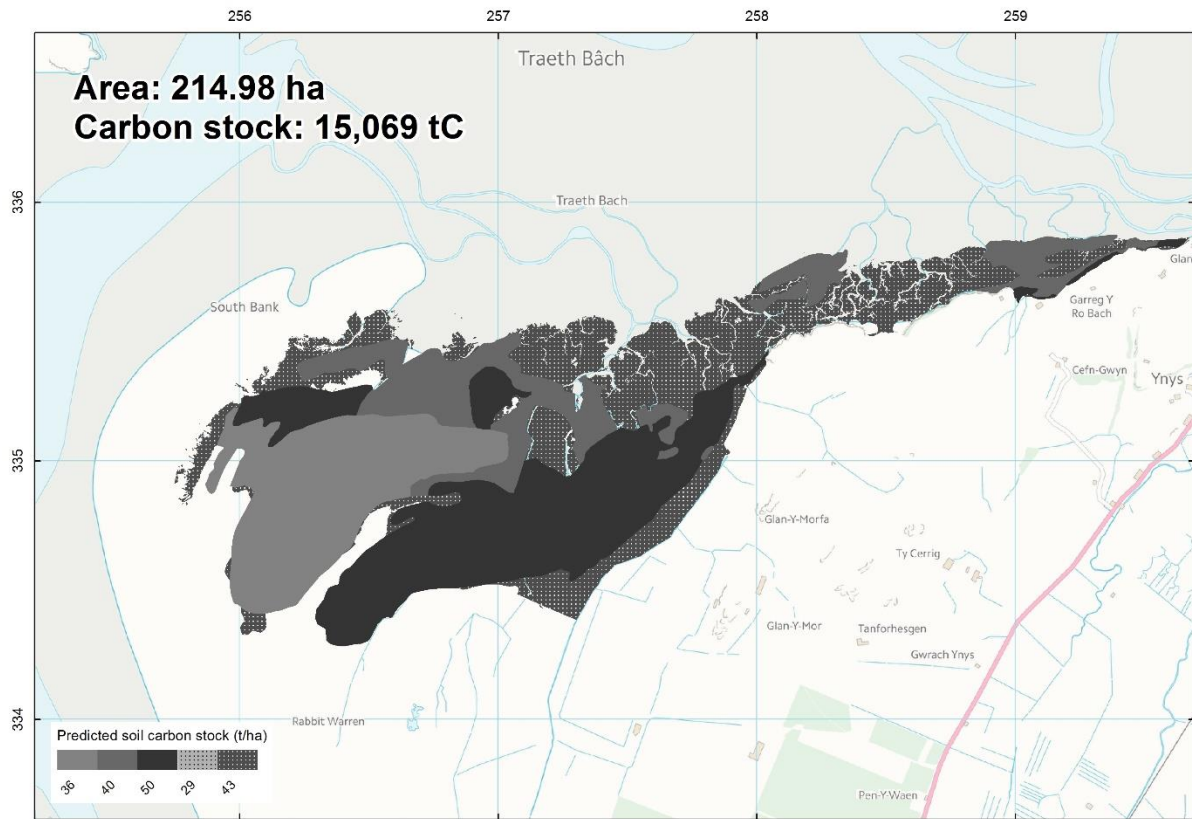 256
257
258
259
Traeth Bâch
Area: 214.98 ha
Carbon stock: 15,069 tC
336
Traeth Bach
South Bank
Glan
Garreg Y
Ro Bach
Cefn-Gwyn
Ynys
335
Glan-Y-Morfa
Ty Cerrig
Glan-Y-Mor
Tanforhesgen
Gwrach Ynys
334
Rabbit Warren
Predicted soil carbon stock (t/ha)
36
40
50
29
43
Pen-Y-Waen